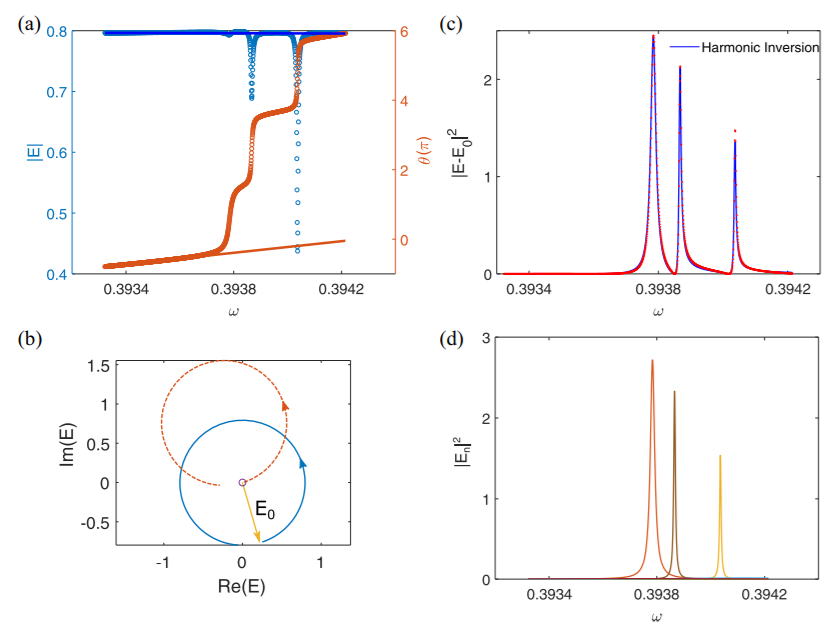 (a)
0.8
0.7
0.6
0.5
0.4
|E|
6
4
2
0
θ(π)
0.3934
0.3938
0.3942
ω
(b)
1.5
1
0.5
0
-0.5
Im(E)
E0
-1
0
1
Re(E)
(c)
2
1
0
|E-E0|²
Harmonic Inversion
0.3934
0.3938
0.3942
ω
(d)
3
2
1
0
|En|²
0.3934
0.3938
0.3942
ω